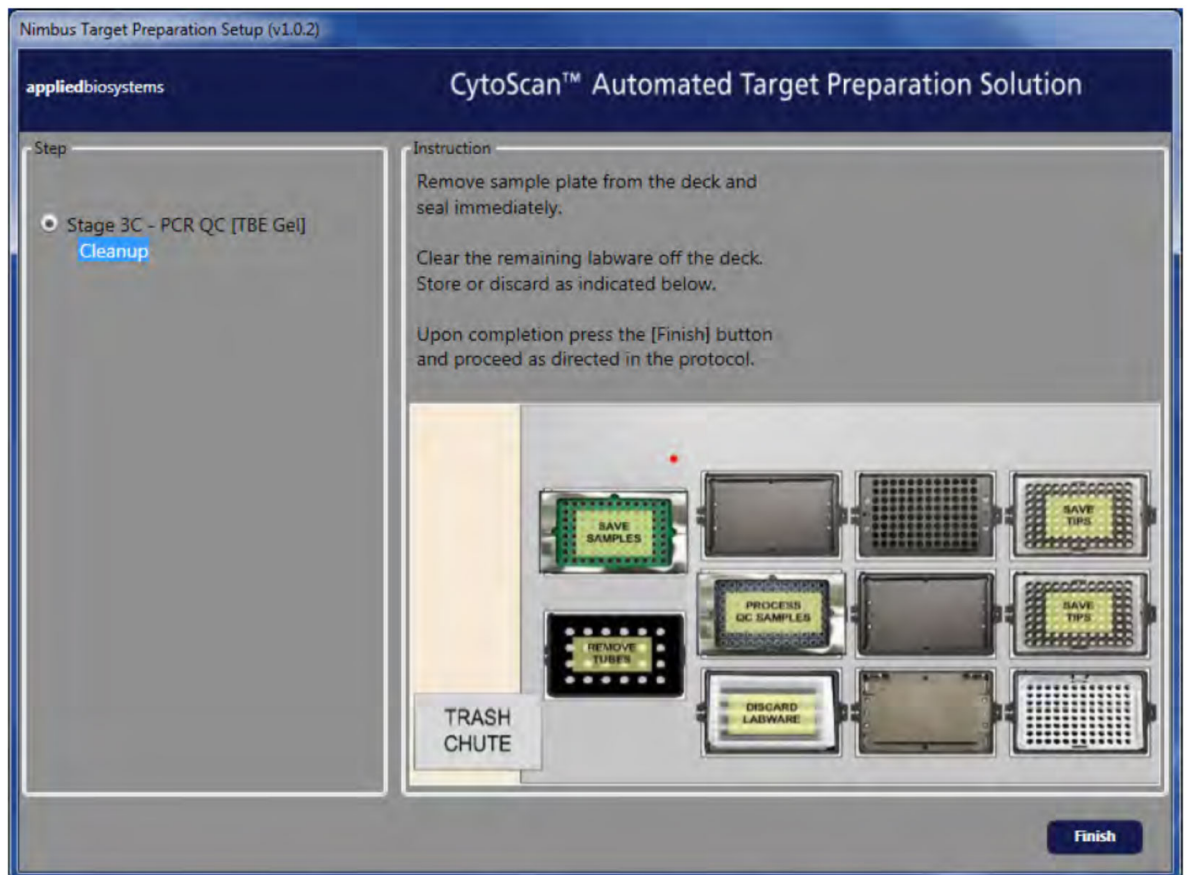 Nimbus Target Preparation Setup (v1.0.2)
appliedbiosystems
CytoScan™ Automated Target Preparation Solution
Step
Stage 3C - PCR QC [TBE Gel]
Cleanup
Instruction
Remove sample plate from the deck and
seal immediately.
Clear the remaining labware off the deck.
Store or discard as indicated below.
Upon completion press the [Finish] button
and proceed as directed in the protocol.
SAVE
SAMPLES
SAVE
TIPS
PROCESS
QC SAMPLES
SAVE
TIPS
REMOVE
TUBES
DISCARD
LABWARE
TRASH
CHUTE
Finish